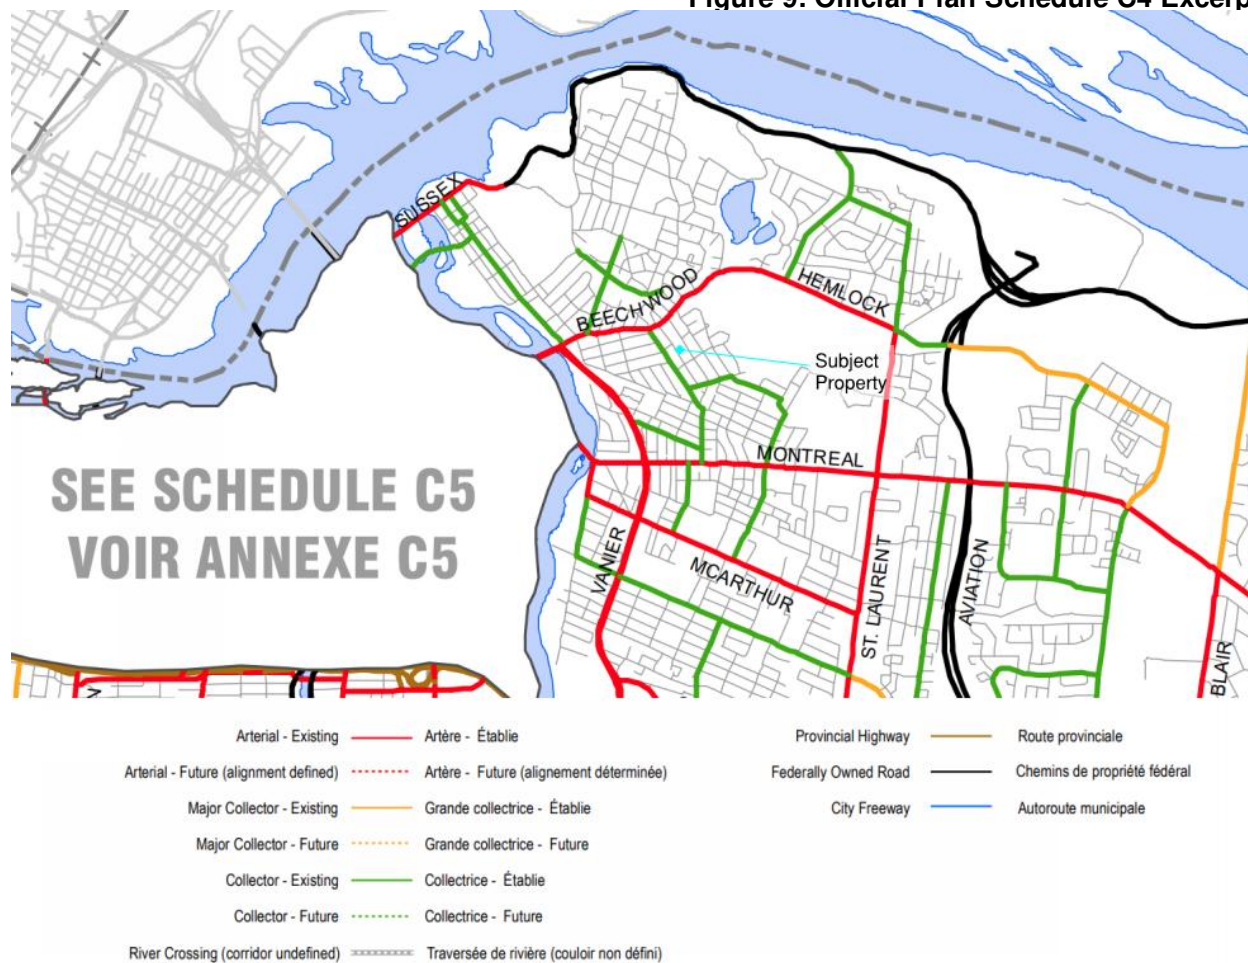 Figure 9: Official Plan Schedule C4 Excerp
SUSSEX
BEECHWOOD
HEMLOCK
Subject
Property
MONTREAL
SEE SCHEDULE C5
VOIR ANNEXE C5
VANIER
MCARTHUR
ST. LAURENT
AVIATION
BLAIR
N
Arterial - Existing Artère - Établie
Arterial - Future (alignment defined) Artère - Future (alignement déterminée)
Major Collector - Existing Grande collectrice - Établie
Major Collector - Future Grande collectrice - Future
Collector - Existing Collectrice - Établie
Collector - Future Collectrice - Future
River Crossing (corridor undefined) Traversée de rivière (couloir non défini)
Provincial Highway Route provinciale
Federally Owned Road Chemins de propriété fédéral
City Freeway Autoroute municipale